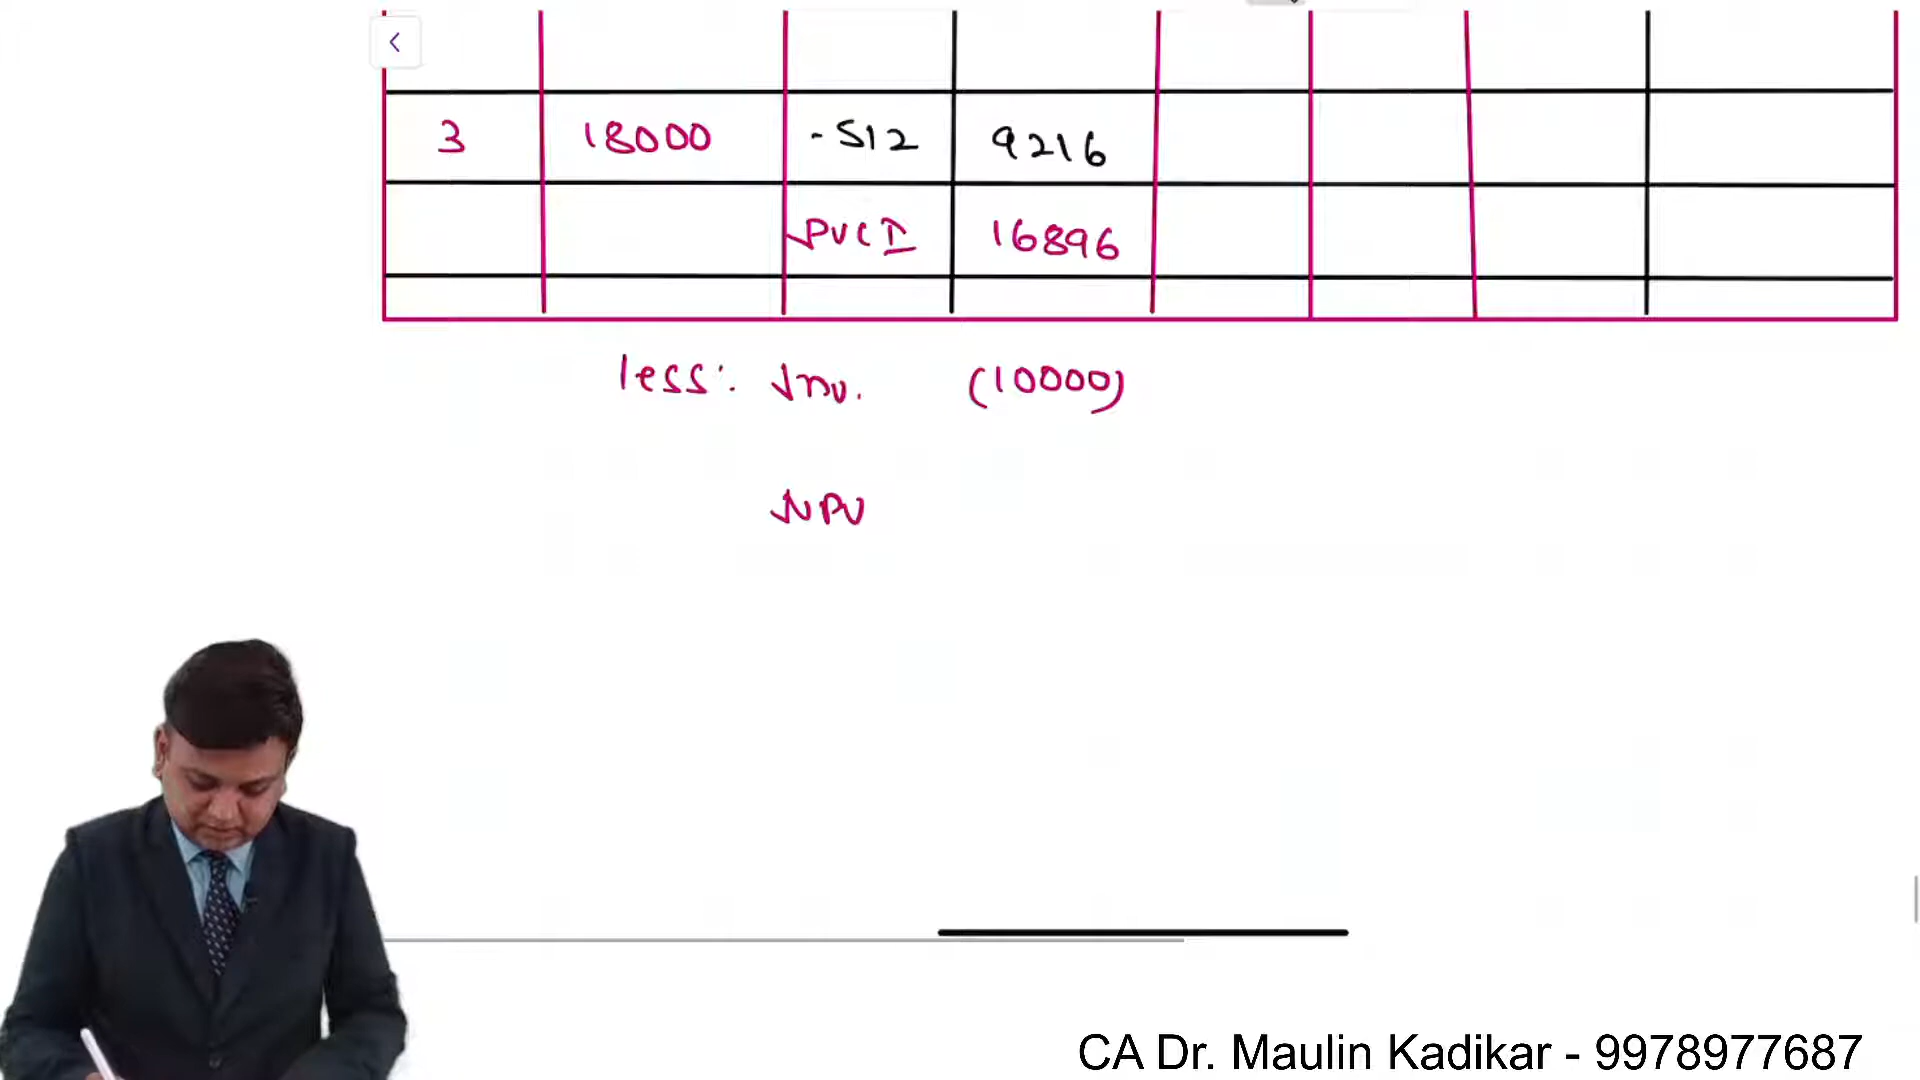 3 18000 .512 9216
PVCI 16896
less: Inv. (10000)
NPV
CA Dr. Maulin Kadikar - 9978977687